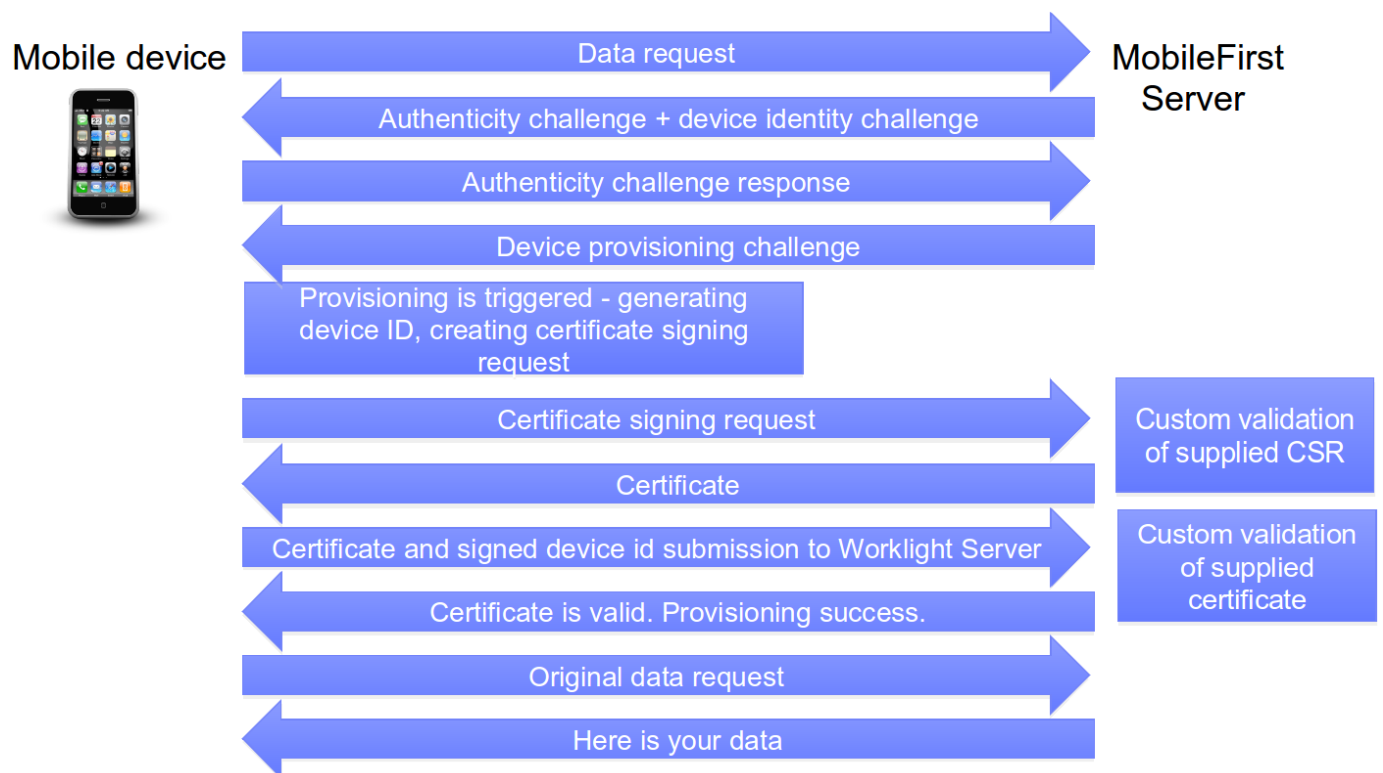 Mobile device
Data request
MobileFirst
Server
Authenticity challenge + device identity challenge
Authenticity challenge response
Device provisioning challenge
Provisioning is triggered - generating
device ID, creating certificate signing
request
Certificate signing request
Custom validation
of supplied CSR
Certificate
Certificate and signed device id submission to Worklight Server
Custom validation
of supplied
certificate
Certificate is valid. Provisioning success.
Original data request
Here is your data